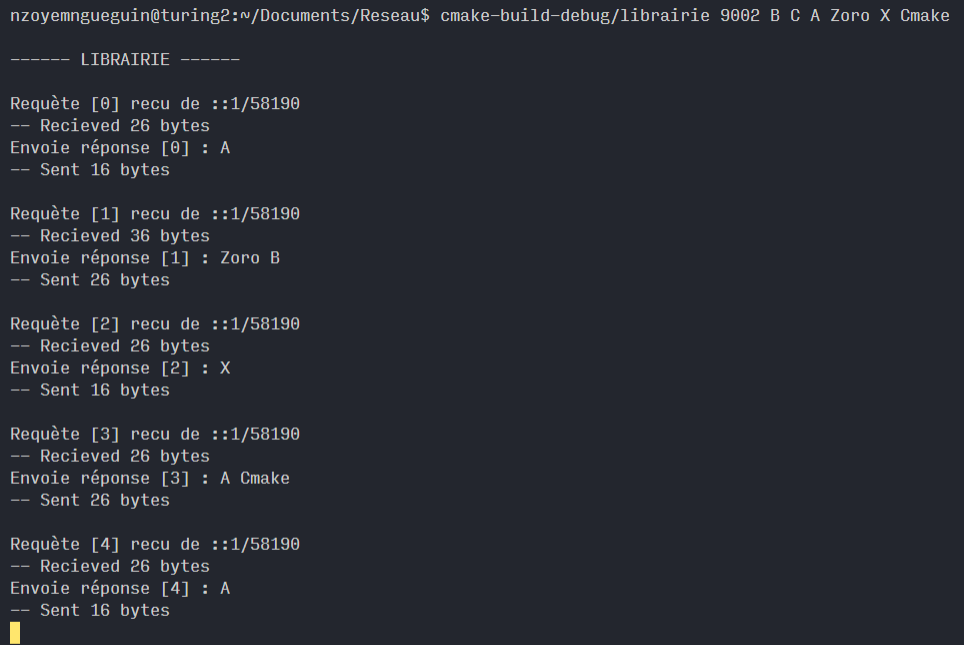 nzoyemngueguin@turing2:~/Documents/Reseau$ cmake-build-debug/librairie 9002 B C A Zoro X Cmake
------ LIBRAIRIE ------
Requète [0] recu de ::1/58190
-- Recieved 26 bytes
Envoie réponse [0] : A
-- Sent 16 bytes
Requète [1] recu de ::1/58190
-- Recieved 36 bytes
Envoie réponse [1] : Zoro B
-- Sent 26 bytes
Requète [2] recu de ::1/58190
-- Recieved 26 bytes
Envoie réponse [2] : X
-- Sent 16 bytes
Requète [3] recu de ::1/58190
-- Recieved 26 bytes
Envoie réponse [3] : A Cmake
-- Sent 26 bytes
Requète [4] recu de ::1/58190
-- Recieved 26 bytes
Envoie réponse [4] : A
-- Sent 16 bytes